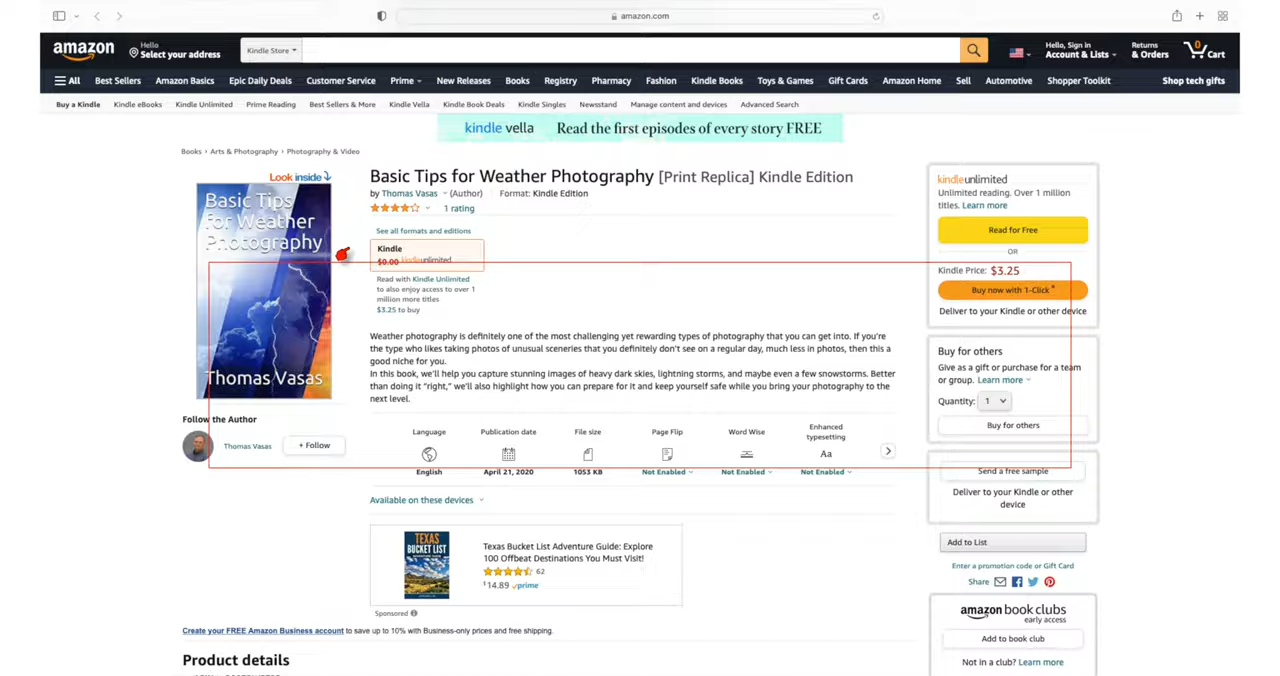 amazon.com
amazon
Hello
Select your address
Kindle Store
Hello, Sign in
Account & Lists
Returns
& Orders
0
Cart
All
Best Sellers
Amazon Basics
Epic Daily Deals
Customer Service
Prime
New Releases
Books
Registry
Pharmacy
Fashion
Kindle Books
Toys & Games
Gift Cards
Amazon Home
Sell
Automotive
Shopper Toolkit
Shop tech gifts
Buy a Kindle
Kindle eBooks
Kindle Unlimited
Prime Reading
Best Sellers & More
Kindle Vella
Kindle Book Deals
Kindle Singles
Newsstand
Manage content and devices
Advanced Search
kindle vella Read the first episodes of every story FREE
Books › Arts & Photography › Photography & Video
Look inside
Basic Tips
for Weather
Photography
Thomas Vasas
Follow the Author
Thomas Vasas
+ Follow
Basic Tips for Weather Photography [Print Replica] Kindle Edition
by Thomas Vasas (Author) Format: Kindle Edition
1 rating
See all formats and editions
Kindle
$0.00 kindleunlimited
Read with Kindle Unlimited
to also enjoy access to over 1
million more titles
$3.25 to buy
Weather photography is definitely one of the most challenging yet rewarding types of photography that you can get into. If you're
the type who likes taking photos of unusual sceneries that you definitely don't see on a regular day, much less in photos, then this a
good niche for you.
In this book, we'll help you capture stunning images of heavy dark skies, lightning storms, and maybe even a few snowstorms. Better
than doing it "right," we'll also highlight how you can prepare for it and keep yourself safe while you bring your photography to the
next level.
Language
English
Publication date
April 21, 2020
File size
1053 KB
Page Flip
Not Enabled
Word Wise
Not Enabled
Enhanced
typesetting
Aa
Not Enabled
Available on these devices
TEXAS
BUCKET LIST
Texas Bucket List Adventure Guide: Explore
100 Offbeat Destinations You Must Visit!
62
$14.89 prime
Sponsored
Create your FREE Amazon Business account to save up to 10% with Business-only prices and free shipping.
Product details
kindleunlimited
Unlimited reading. Over 1 million
titles. Learn more
Read for Free
OR
Kindle Price: $3.25
Buy now with 1-Click ®
Deliver to your Kindle or other device
Buy for others
Give as a gift or purchase for a team
or group. Learn more
Quantity: 1
Buy for others
Send a free sample
Deliver to your Kindle or other
device
Add to List
Enter a promotion code or Gift Card
Share
amazon book clubs
early access
Add to book club
Not in a club? Learn more